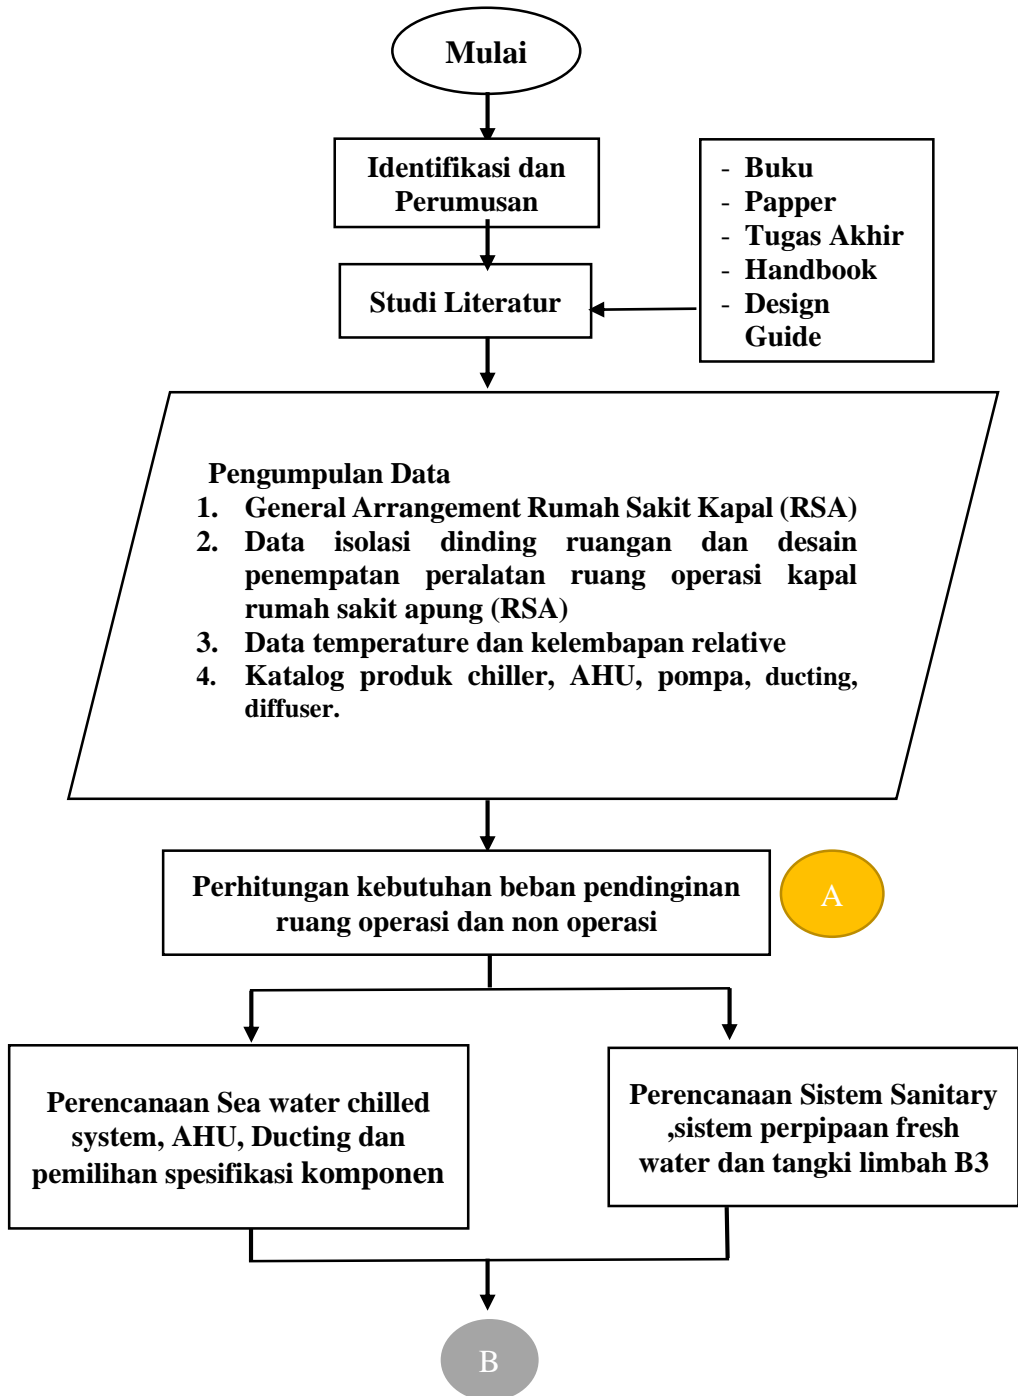 Mulai
Identifikasi dan
Perumusan
- Buku
- Papper
- Tugas Akhir
- Handbook
- Design
Guide
Studi Literatur
Pengumpulan Data
1. General Arrangement Rumah Sakit Kapal (RSA)
2. Data isolasi dinding ruangan dan desain
penempatan peralatan ruang operasi kapal
rumah sakit apung (RSA)
3. Data temperature dan kelembapan relative
4. Katalog produk chiller, AHU, pompa, ducting,
diffuser.
Perhitungan kebutuhan beban pendinginan
ruang operasi dan non operasi
A
Perencanaan Sea water chilled
system, AHU, Ducting dan
pemilihan spesifikasi komponen
Perencanaan Sistem Sanitary
,sistem perpipaan fresh
water dan tangki limbah B3
B